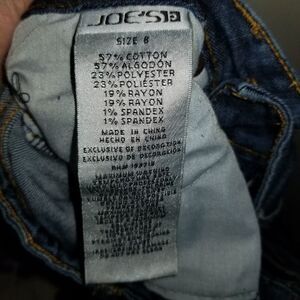 JOE'S
SIZE 8
57% COTTON
57% ALGODÓN
23% POLYESTER
23% POLIÉSTER
19% RAYON
19% RAYÓN
1% SPANDEX
1% SPANDEX
MADE IN CHINA
HECHO EN CHINA
EXCLUSIVE OF DECORATION
EXCLUSIVO DE DECORACIÓN